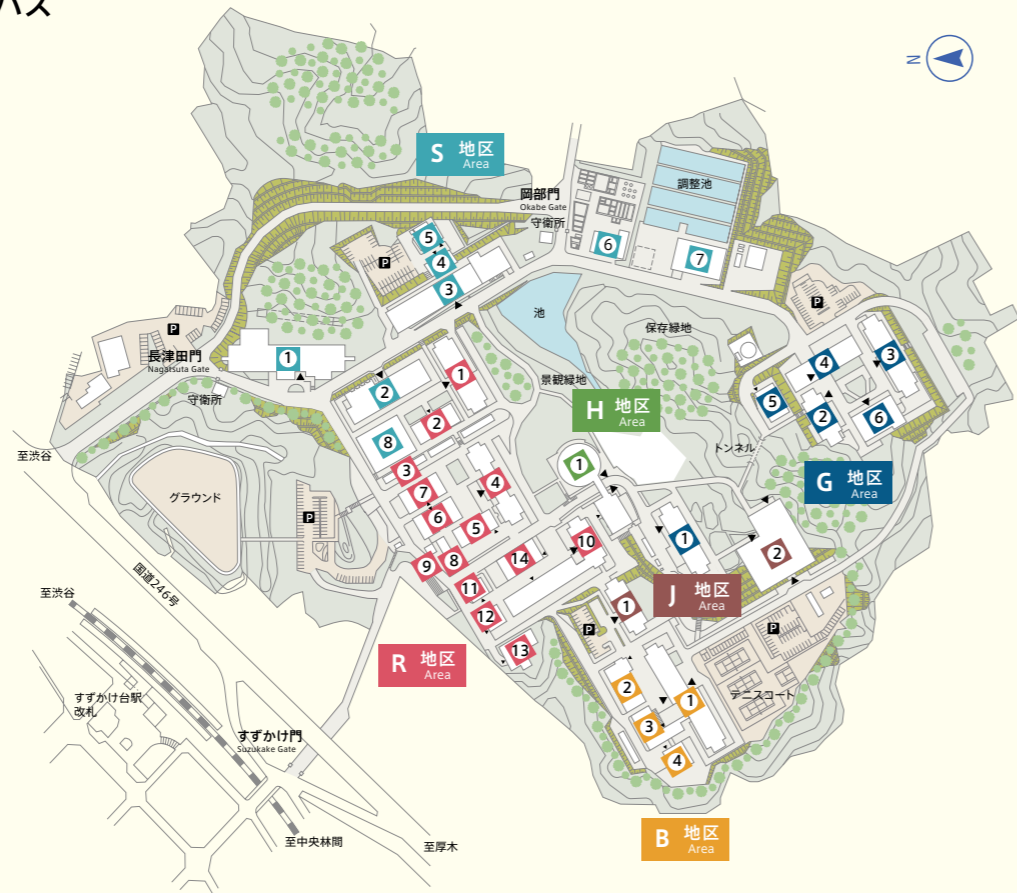 パス
N
S 地区
Area
調整池
岡部門
Okabe Gate
守衛所
6
7
5
4
3
P
P
P
池
保存緑地
長津田門
Nagatsuta Gate
1
守衛所
景観緑地
4
3
5
2
6
H 地区
Area
1
2
2
8
1
トンネル
G 地区
Area
至渋谷
グラウンド
P
3
7
6
4
5
10
1
2
9
8
14
11
12
13
J 地区
Area
1
国道246号
至渋谷
P
P
R 地区
Area
テニスコート
2
1
3
4
すずかけ台駅
改札
すずかけ門
Suzukake Gate
至中央林間
至厚木
B 地区
Area